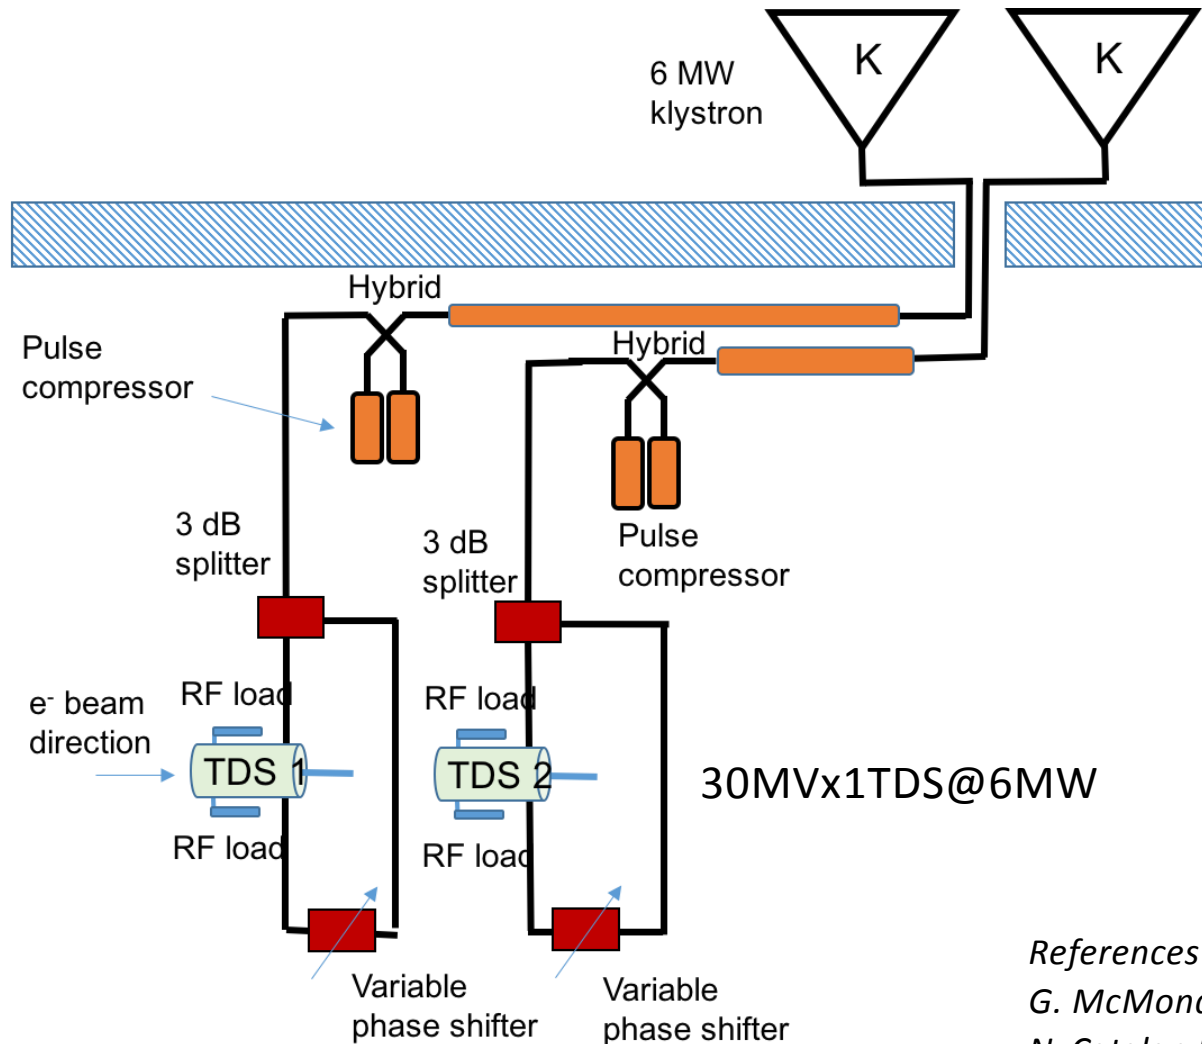 K
K
6 MW
klystron
Hybrid
Hybrid
Pulse
compressor
Pulse
compressor
3 dB
splitter
3 dB
splitter
e- beam
direction
RF load
RF load
TDS 1
TDS 2
30MVx1TDS@6MW
RF load
RF load
Variable
phase shifter
Variable
phase shifter
References
G.
N.